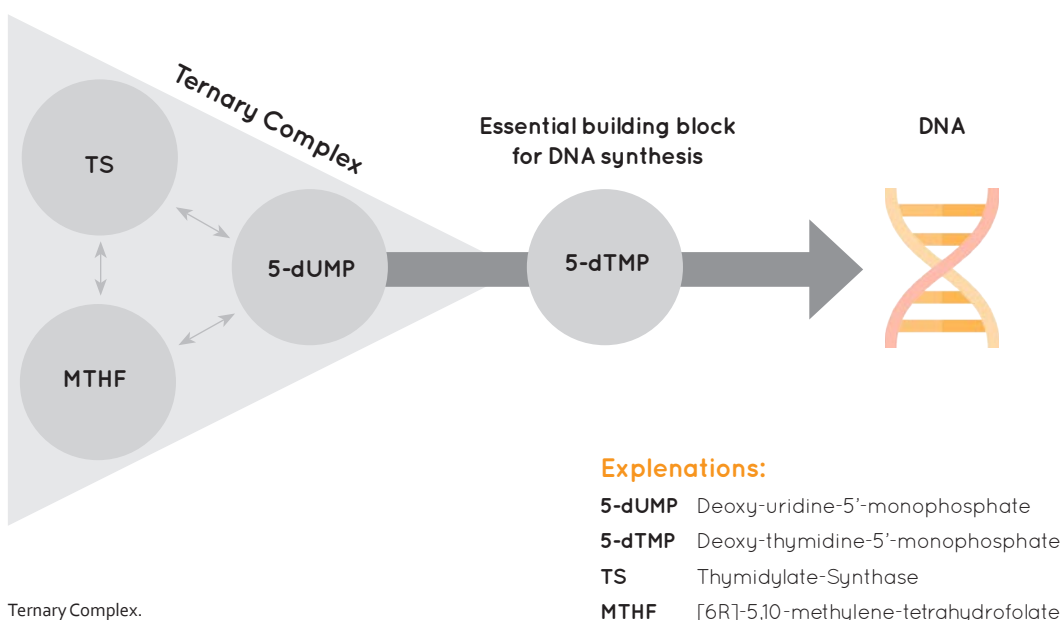 Ternary Complex
TS
MTHF
5-dUMP
Essential building block
for DNA synthesis
5-dTMP
DNA
Explenations:
5-dUMP Deoxy-uridine-5’-monophosphate
5-dTMP Deoxy-thymidine-5’-monophosphate
TS Thymidylate-Synthase
MTHF [6R]-5,10-methylene-tetrahydrofolate
Ternary Complex.